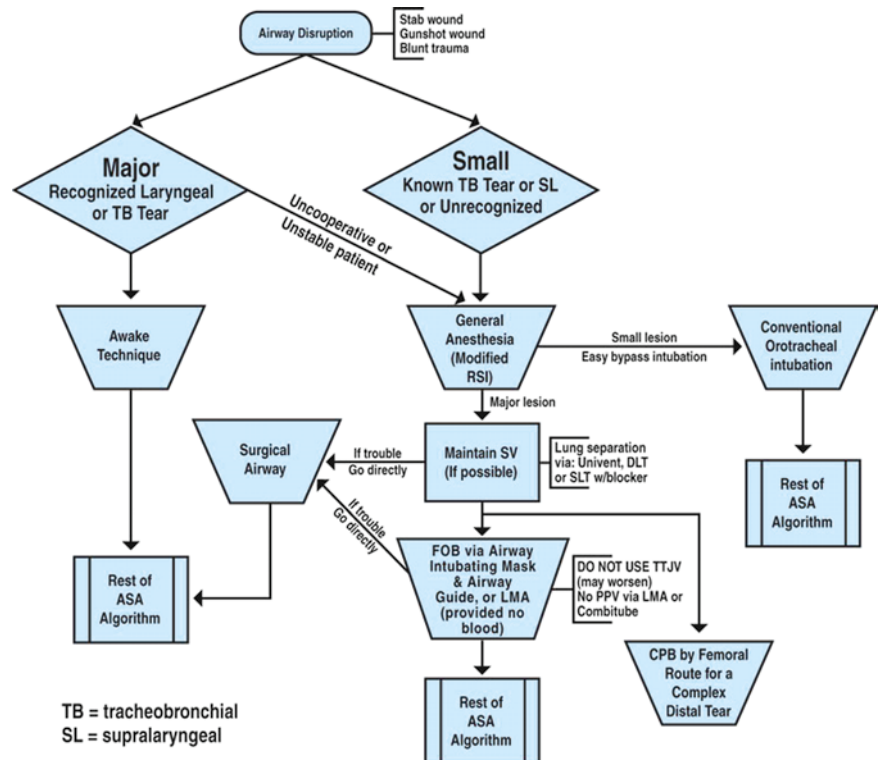 Airway Disruption
Stab wound
Gunshot wound
Blunt trauma
Major
Recognized Laryngeal
or TB Tear
Small
Known TB Tear or SL
or Unrecognized
Uncooperative or
Unstable patient
Awake
Technique
General
Anesthesia
(Modified
RSI)
Small lesion
Easy bypass intubation
Conventional
Orotracheal
intubation
Major lesion
Surgical
Airway
If trouble
Go directly
Maintain SV
(If possible)
Lung separation
via: Univent, DLT
or SLT w/blocker
Rest of
ASA
Algorithm
If trouble
Go directly
FOB via Airway
Intubating Mask
& Airway
Guide, or LMA
(provided no
blood)
DO NOT USE TTJV
(may worsen)
No PPV via LMA or
Combitube
Rest of
ASA
Algorithm
CPB by Femoral
Route for a
Complex
Distal Tear
Rest of
ASA
Algorithm
TB = tracheobronchial
SL = supralaryngeal